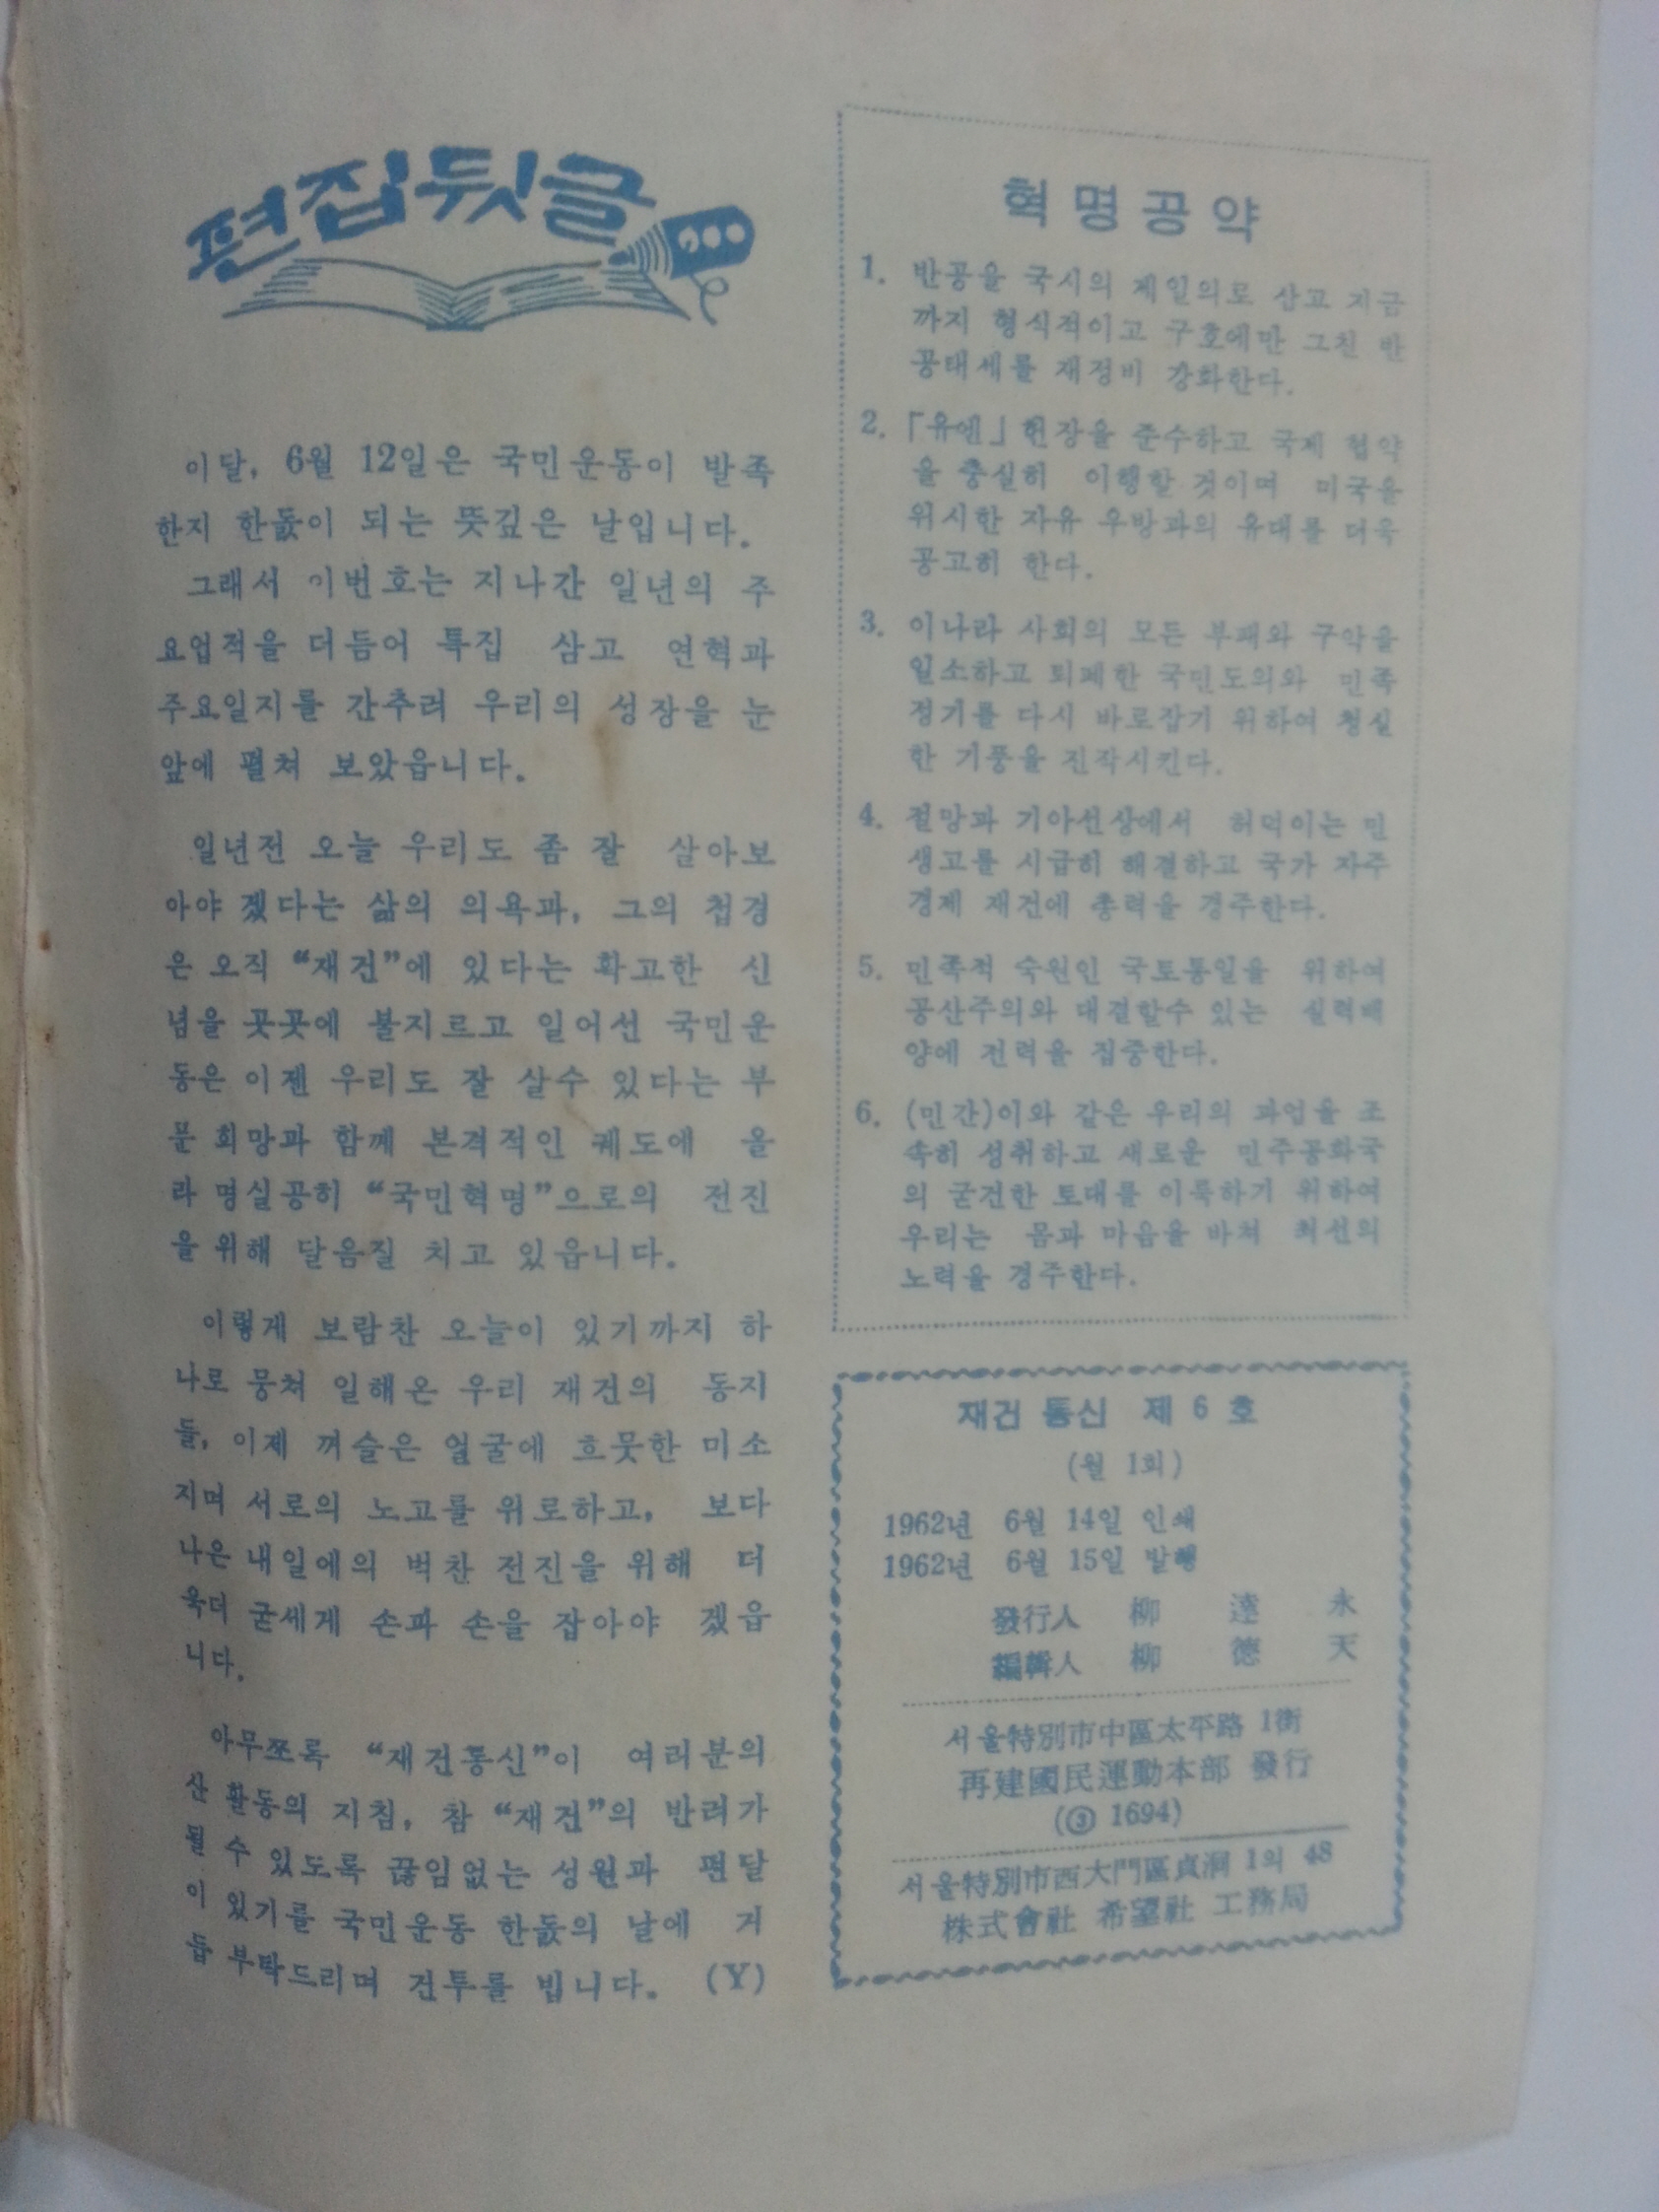 편집뒷글
이달, 6월 12일은 국민운동이 발족
한지 한돐이 되는 뜻깊은 날입니다.
그래서 이번호는 지나간 일년의 주
요업적을 더듬어 특집 삼고 연혁과
주요일지를 간추려 우리의 성장을 눈
앞에 펼쳐 보았읍니다.
일년전 오늘 우리도 좀 잘 살아보
아야 겠다는 삶의 의욕과, 그의 첩경
은 오직 “재건”에 있다는 확고한 신
념을 곳곳에 불지르고 일어선 국민운
동은 이젠 우리도 잘 살수 있다는 부
푼 희망과 함께 본격적인 궤도에 올
라 명실공히 “국민혁명”으로의 전진
을 위해 달음질 치고 있읍니다.
이렇게 보람찬 오늘이 있기까지 하
나로 뭉쳐 일해온 우리 재건의 동지
들, 이제 꺼슬은 얼굴에 흐뭇한 미소
지며 서로의 노고를 위로하고, 보다
나은 내일에의 벅찬 전진을 위해 더
욱더 굳세게 손과 손을 잡아야 겠읍
니다.
아무쪼록 “재건통신”이 여러분의
산 활동의 지침, 참 “재건”의 반려가
될 수 있도록 끊임없는 성원과 편달
이 있기를 국민운동 한돐의 날에 거
듭 부탁드리며 건투를 빕니다. (Y)
혁명공약
1. 반공을 국시의 제일의로 삼고 지금
까지 형식적이고 구호에만 그친 반
공태세를 재정비 강화한다.
2. 「유엔」헌장을 준수하고 국제 협약
을 충실히 이행할 것이며 미국을
위시한 자유 우방과의 유대를 더욱
공고히 한다.
3. 이나라 사회의 모든 부패와 구악을
일소하고 퇴폐한 국민도의와 민족
정기를 다시 바로잡기 위하여 청실
한 기풍을 진작시킨다.
4. 절망과 기아선상에서 허덕이는 민
생고를 시급히 해결하고 국가 자주
경제 재건에 총력을 경주한다.
5. 민족적 숙원인 국토통일을 위하여
공산주의와 대결할수 있는 실력배
양에 전력을 집중한다.
6. (민간)이와 같은 우리의 과업을 조
속히 성취하고 새로운 민주공화국
의 굳건한 토대를 이룩하기 위하여
우리는 몸과 마음을 바쳐 최선의
노력을 경주한다.
재건 통신 제 6 호
(월 1회)
1962년 6월 14일 인쇄
1962년 6월 15일 발행
發行人 柳 達 永
編輯人 柳 德 天
서울特別市中區太平路 1街
再建國民運動本部 發行
(③ 1694)
서울特別市西大門區貞洞 1의 48
株式會社 希望社 工務局